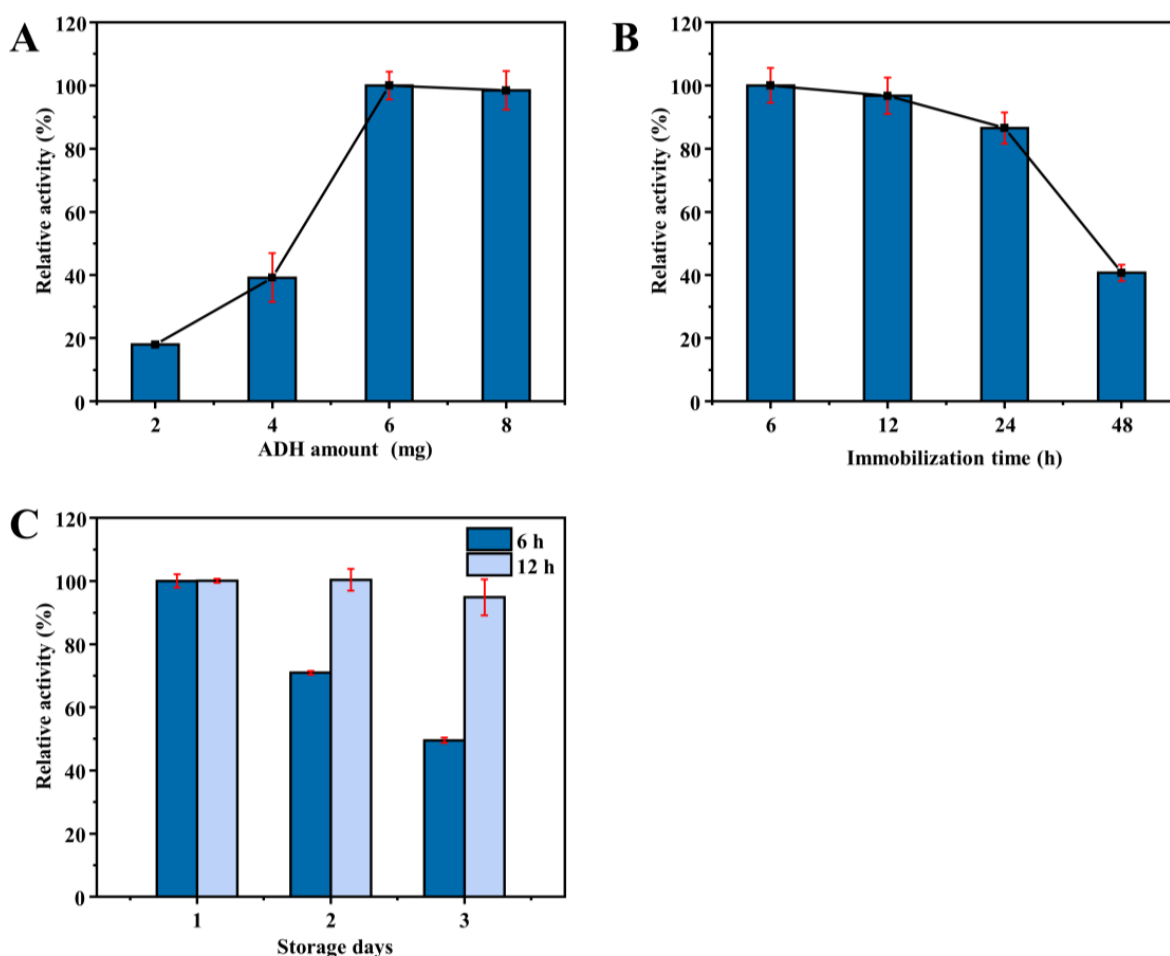 A
Relative activity (%)
120
100
80
60
40
20
0
2 4 6 8
ADH amount (mg)
B
Relative activity (%)
120
100
80
60
40
20
0
6 12 24 48
Immobilization time (h)
C
Relative activity (%)
120
100
80
60
40
20
0
6 h
12 h
1 2 3
Storage days